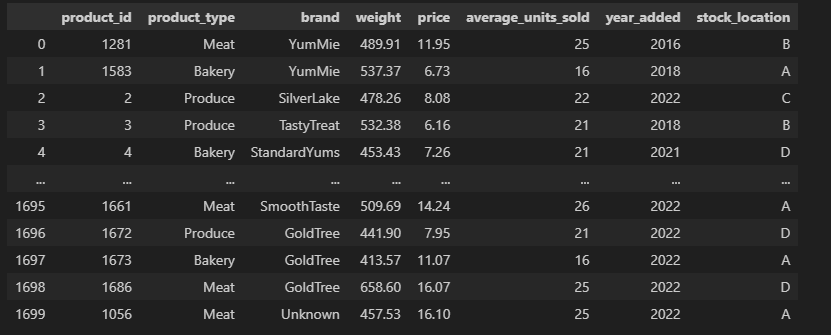 product_id product_type brand weight price average_units_sold year_added stock_location
0 1281 Meat YumMie 489.91 11.95 25 2016 B
1 1583 Bakery YumMie 537.37 6.73 16 2018 A
2 2 Produce SilverLake 478.26 8.08 22 2022 C
3 3 Produce TastyTreat 532.38 6.16 21 2018 B
4 4 Bakery StandardYums 453.43 7.26 21 2021 D
... ... ... ... ... ... ... ... ...
1695 1661 Meat SmoothTaste 509.69 14.24 26 2022 A
1696 1672 Produce GoldTree 441.90 7.95 21 2022 D
1697 1673 Bakery GoldTree 413.57 11.07 16 2022 A
1698 1686 Meat GoldTree 658.60 16.07 25 2022 D
1699 1056 Meat Unknown 457.53 16.10 25 2022 A